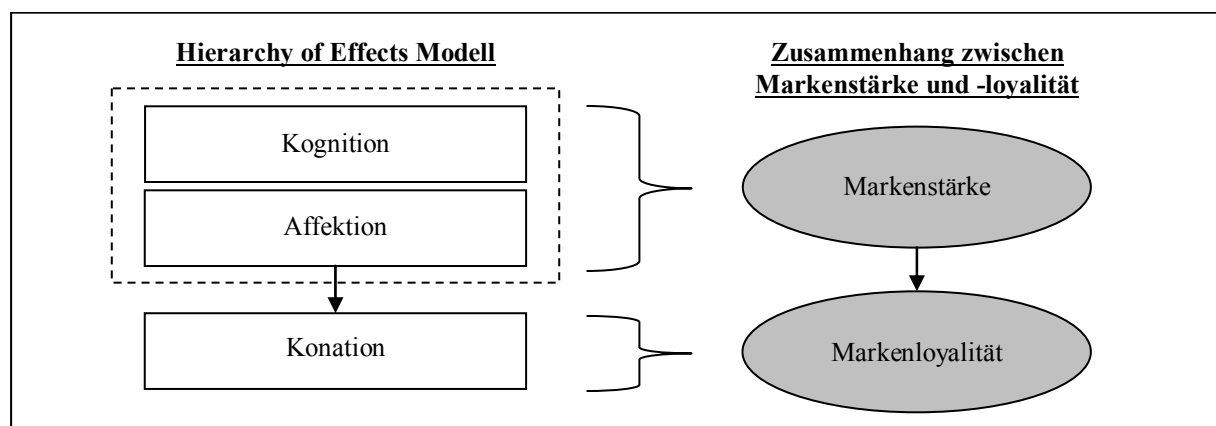 Hierarchy of Effects Modell
Kognition
Affektion
Konation
Zusammenhang zwischen
Markenstärke und -loyalität
Markenstärke
Markenloyalität